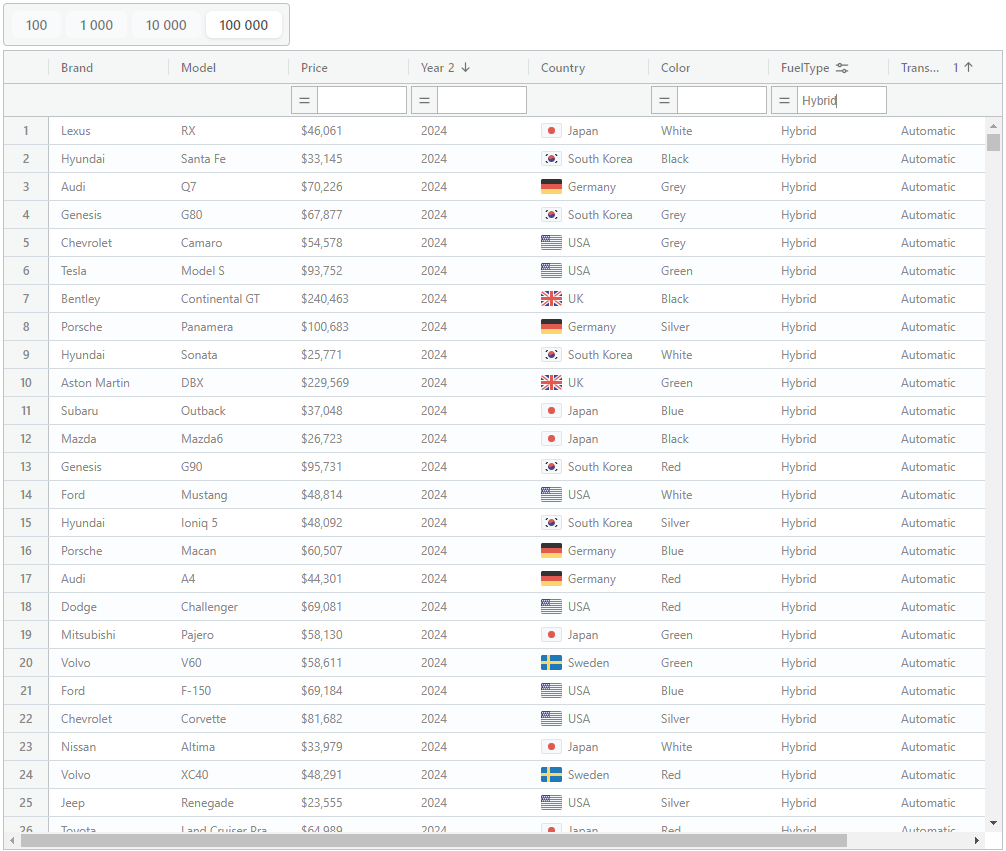 100 1 000 10 000 100 000
Brand Model Price Year 2 ↓ Country Color FuelType Trans... 1 ↑
= = = = Hybrid
1 Lexus RX $46,061 2024 Japan White Hybrid Automatic
2 Hyundai Santa Fe $33,145 2024 South Korea Black Hybrid Automatic
3 Audi Q7 $70,226 2024 Germany Grey Hybrid Automatic
4 Genesis G80 $67,877 2024 South Korea Grey Hybrid Automatic
5 Chevrolet Camaro $54,578 2024 USA Grey Hybrid Automatic
6 Tesla Model S $93,752 2024 USA Green Hybrid Automatic
7 Bentley Continental GT $240,463 2024 UK Black Hybrid Automatic
8 Porsche Panamera $100,683 2024 Germany Silver Hybrid Automatic
9 Hyundai Sonata $25,771 2024 South Korea White Hybrid Automatic
10 Aston Martin DBX $229,569 2024 UK Green Hybrid Automatic
11 Subaru Outback $37,048 2024 Japan Blue Hybrid Automatic
12 Mazda Mazda6 $26,723 2024 Japan Black Hybrid Automatic
13 Genesis G90 $95,731 2024 South Korea Red Hybrid Automatic
14 Ford Mustang $48,814 2024 USA White Hybrid Automatic
15 Hyundai Ioniq 5 $48,092 2024 South Korea Silver Hybrid Automatic
16 Porsche Macan $60,507 2024 Germany Blue Hybrid Automatic
17 Audi A4 $44,301 2024 Germany Red Hybrid Automatic
18 Dodge Challenger $69,081 2024 USA Red Hybrid Automatic
19 Mitsubishi Pajero $58,130 2024 Japan Green Hybrid Automatic
20 Volvo V60 $58,611 2024 Sweden Green Hybrid Automatic
21 Ford F-150 $69,184 2024 USA Blue Hybrid Automatic
22 Chevrolet Corvette $81,682 2024 USA Silver Hybrid Automatic
23 Nissan Altima $33,979 2024 Japan White Hybrid Automatic
24 Volvo XC40 $48,291 2024 Sweden Red Hybrid Automatic
25 Jeep Renegade $23,555 2024 USA Silver Hybrid Automatic
26 Toyota Land Cruiser Pra $64,989 2024 Japan Red Hybrid Automatic